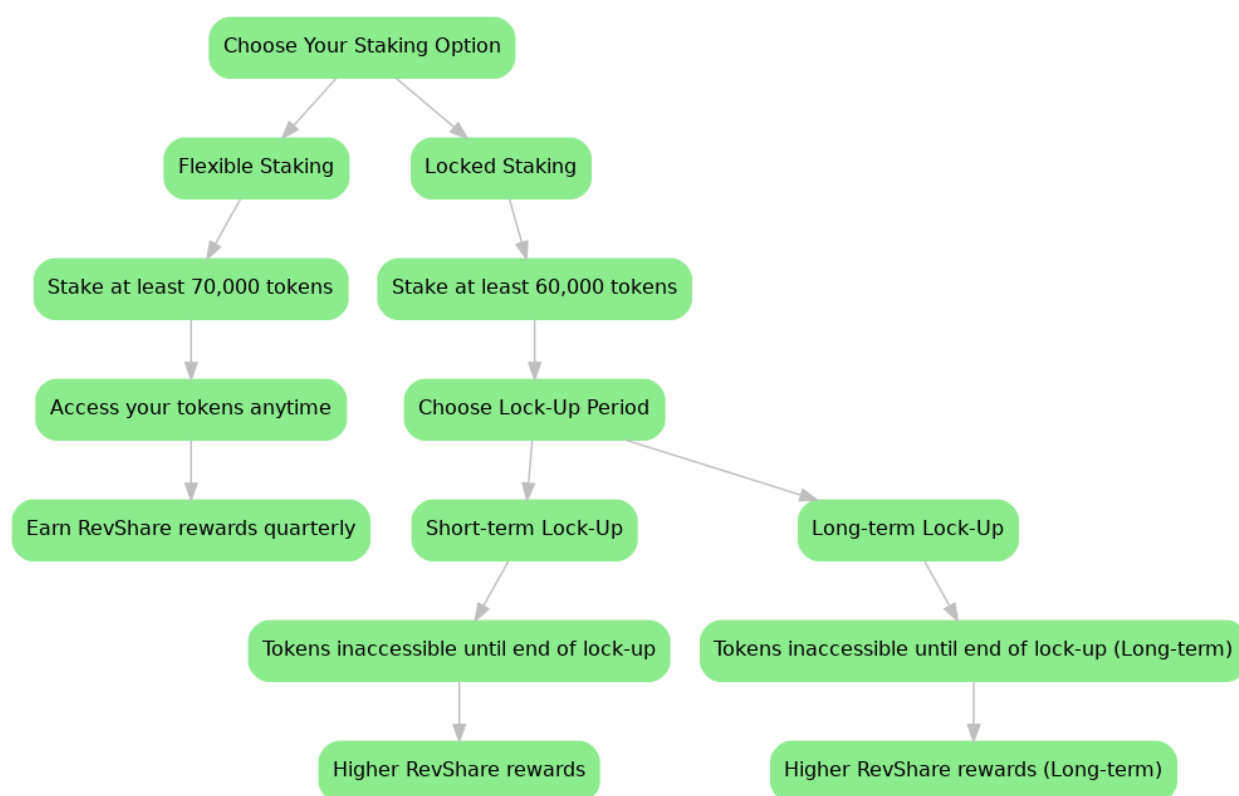 Choose Your Staking Option
Flexible Staking
Locked Staking
Stake at least 70,000 tokens
Stake at least 60,000 tokens
Access your tokens anytime
Choose Lock-Up Period
Earn RevShare rewards quarterly
Short-term Lock-Up
Long-term Lock-Up
Tokens inaccessible until end of lock-up
Tokens inaccessible until end of lock-up (Long-term)
Higher RevShare rewards
Higher RevShare rewards (Long-term)